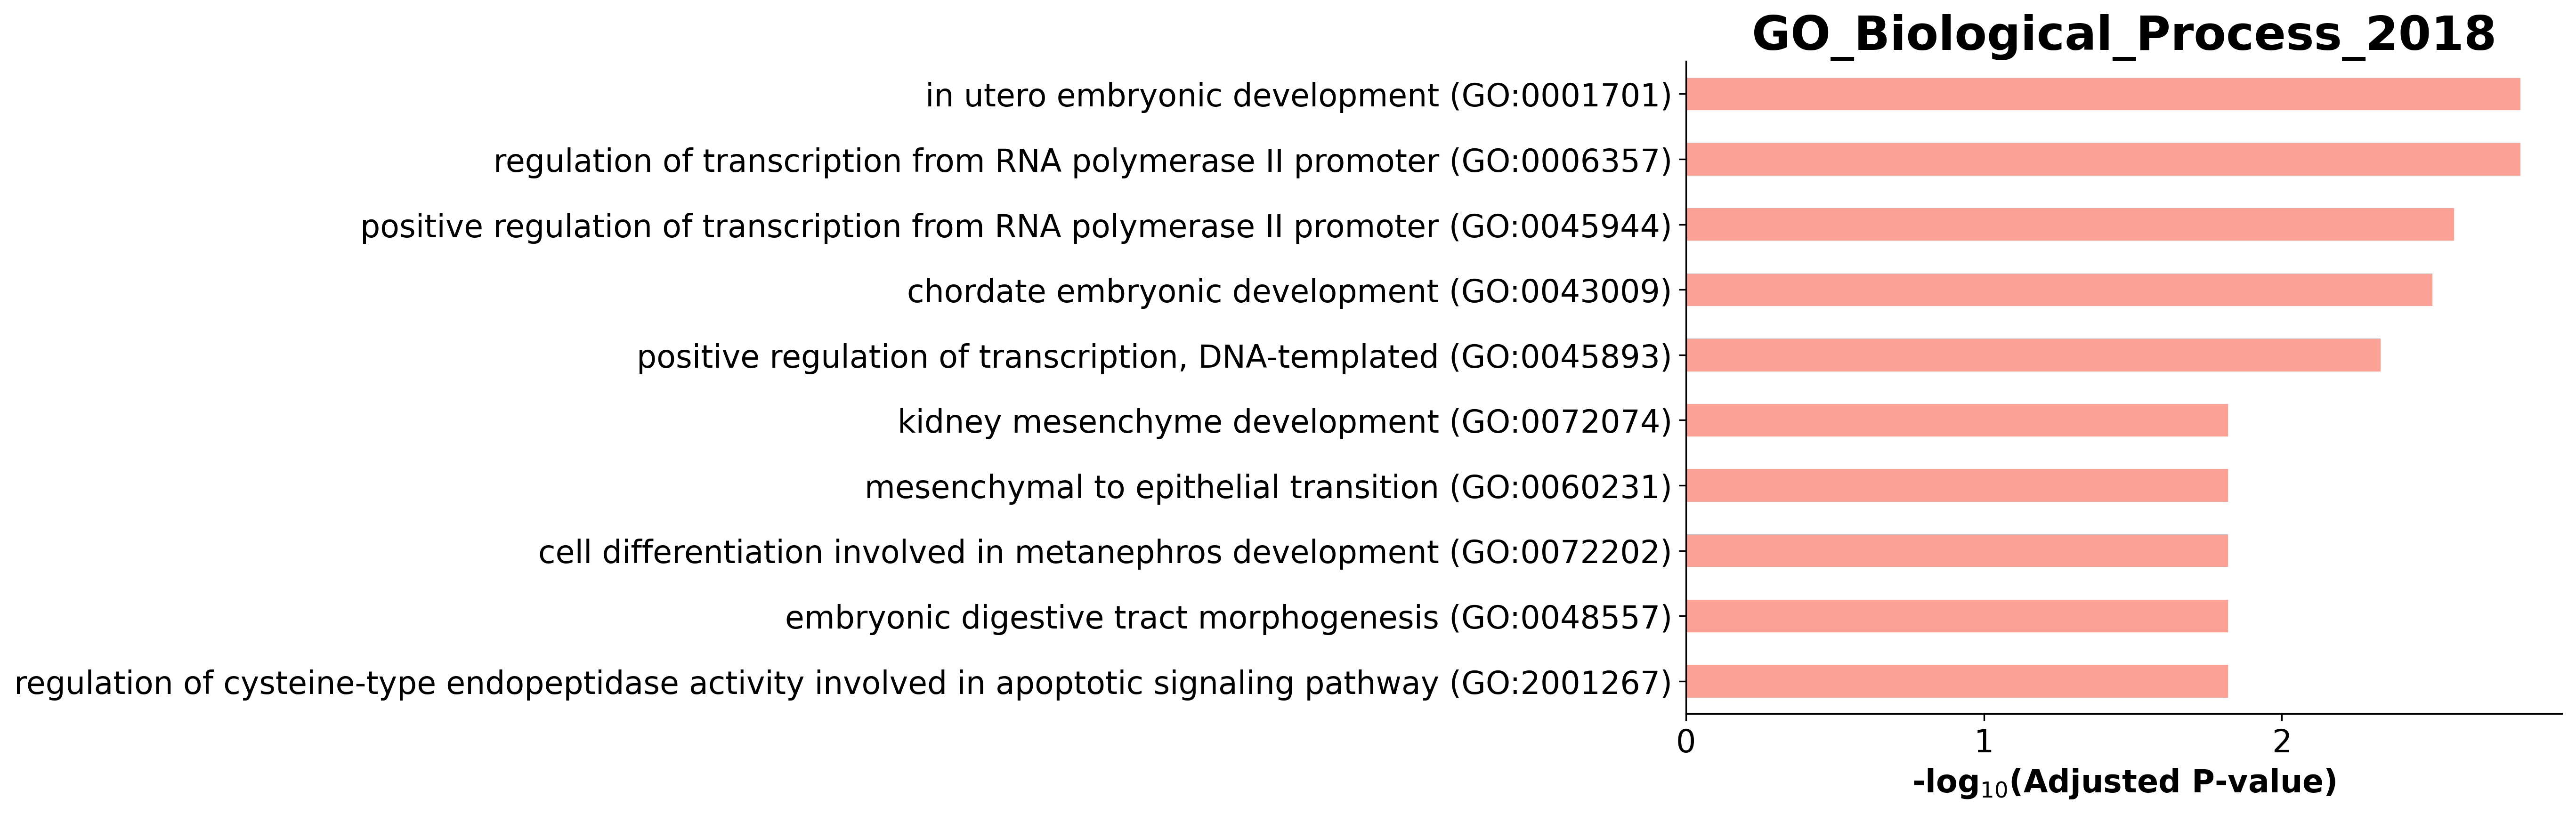 GO_Biological_Process_2018
in utero embryonic development (GO:0001701)
regulation of transcription from RNA polymerase II promoter (GO:0006357)
positive regulation of transcription from RNA polymerase II promoter (GO:0045944)
chordate embryonic development (GO:0043009)
positive regulation of transcription, DNA-templated (GO:0045893)
kidney mesenchyme development (GO:0072074)
mesenchymal to epithelial transition (GO:0060231)
cell differentiation involved in metanephros development (GO:0072202)
embryonic digestive tract morphogenesis (GO:0048557)
regulation of cysteine-type endopeptidase activity involved in apoptotic signaling pathway (GO:2001267)
0 1 2
-log₁₀(Adjusted P-value)